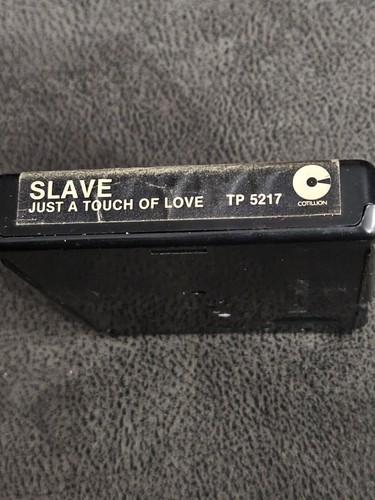 SLAVE
JUST A TOUCH OF LOVE TP 5217
COTILLION